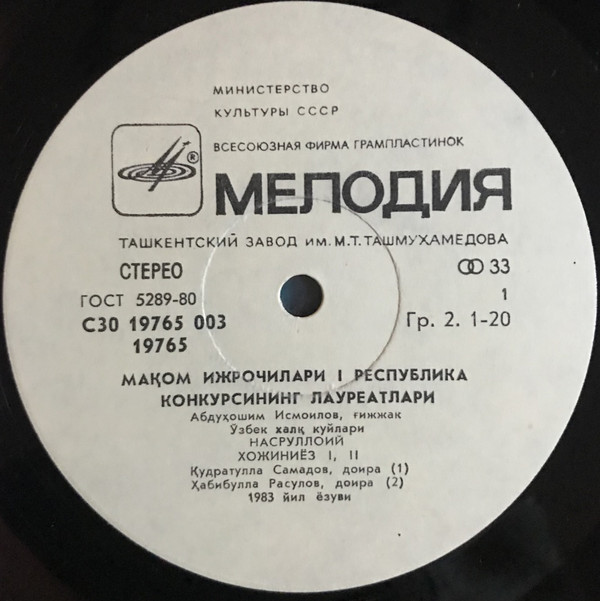 МИНИСТЕРСТВО
КУЛЬТУРЫ СССР
ВСЕСОЮЗНАЯ ФИРМА ГРАМПЛАСТИНОК
®
МЕЛОДИЯ
ТАШКЕНТСКИЙ ЗАВОД ИМ. М.Т. ТАШМУХАМЕДОВА
СТЕРЕО
33
ГОСТ 5289-80
1
С30 19765 003
Гр. 2. 1-20
19765
МАҚОМ ИЖРОЧИЛАРИ I РЕСПУБЛИКА
КОНКУРСИНИНГ ЛАУРЕАТЛАРИ
Абдуҳошим Исмоилов, ғижжак
Ўзбек халқ куйлари
НАСРУЛЛОИЙ
ХОЖИНИЁЗ I, II
Қудратулла Самадов, доира (1)
Ҳабибулла Расулов, доира (2)
1983 йил ёзуви